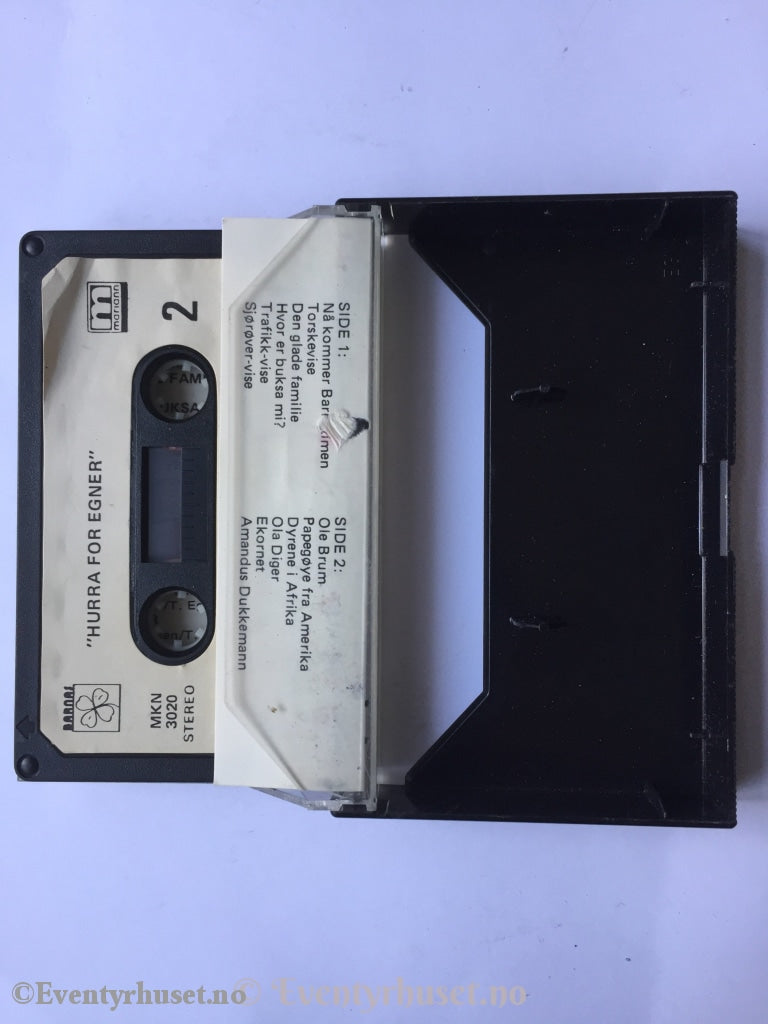 2
mariann
"HURRA FOR EGNER"
BARNAS
MKN
3020
STEREO
FAM
SIDE 1:
Nå kommer
Torskevise
Den glade familie
Hvor er buksa mi?
Trafikk-vise
Sjørøver-vise
SIDE 2:
Ole Brum
Papegøye fra Amerika
Dyrene i Afrika
Ola Diger
Ekornet
Amandus Dukkemann
©Eventyrhuset.no
© Eventyrhuset.no